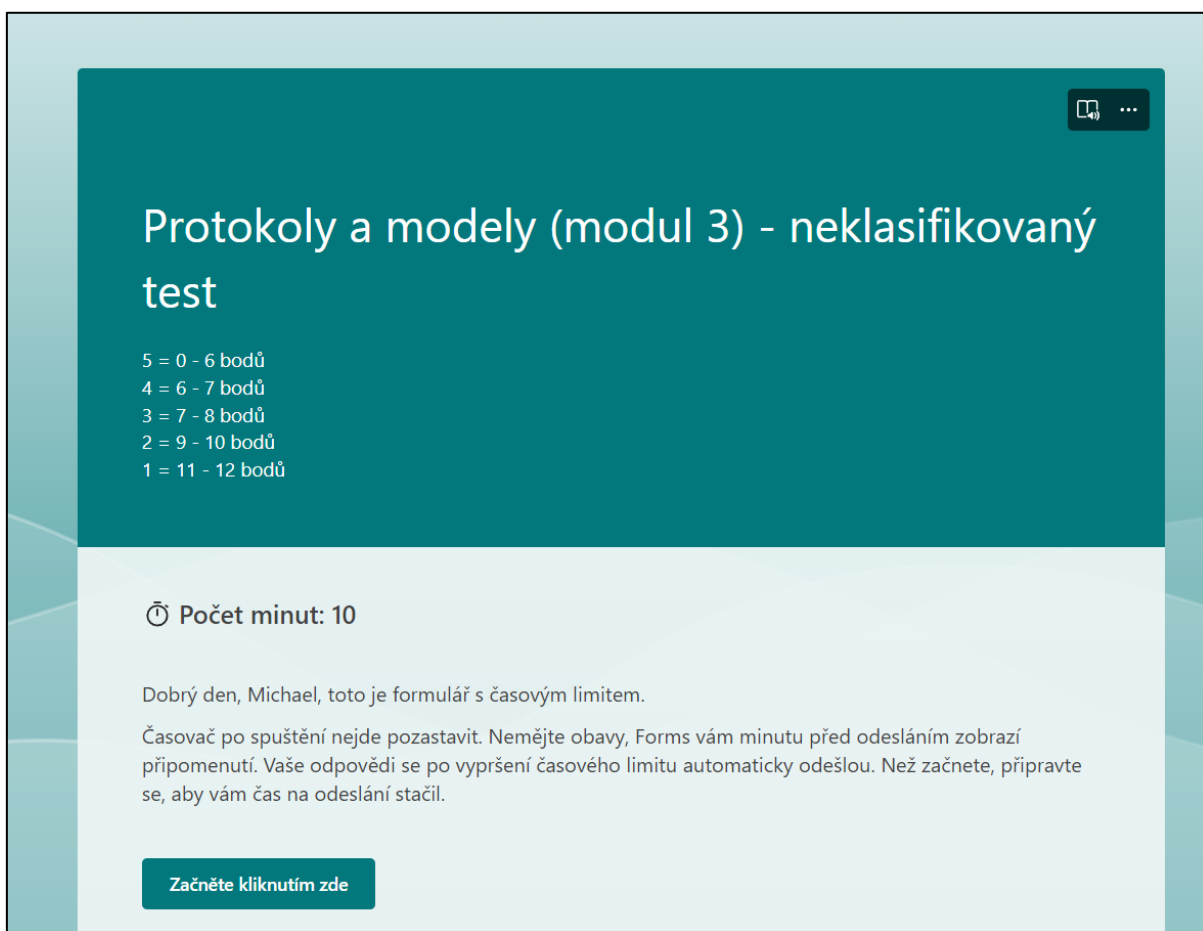 Protokoly a modely (modul 3) - neklasifikovaný
test
5 = 0 - 6 bodů
4 = 6 - 7 bodů
3 = 7 - 8 bodů
2 = 9 - 10 bodů
1 = 11 - 12 bodů
Počet minut: 10
Dobrý den, Michael, toto je formulář s časovým limitem.
Časovač po spuštění nejde pozastavit. Nemějte obavy, Forms vám minutu před odesláním zobrazí
připomenutí. Vaše odpovědi se po vypršení časového limitu automaticky odešlou. Než začnete, připravte
se, aby vám čas na odeslání stačil.
Začněte kliknutím zde